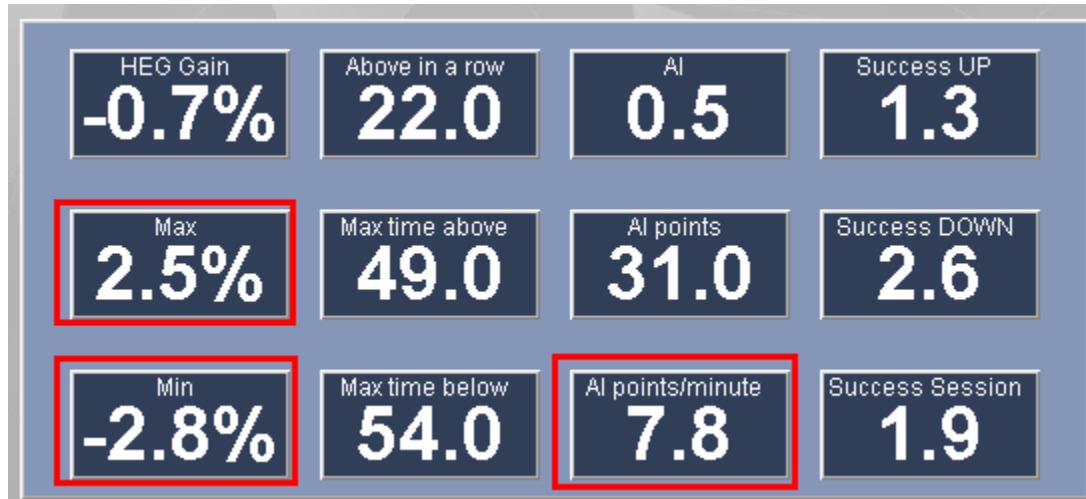 HEG Gain
-0.7%
Above in a row
22.0
AI
0.5
Success UP
1.3
Max
2.5%
Max time above
49.0
AI points
31.0
Success DOWN
2.6
Min
-2.8%
Max time below
54.0
AI points/minute
7.8
Success Session
1.9